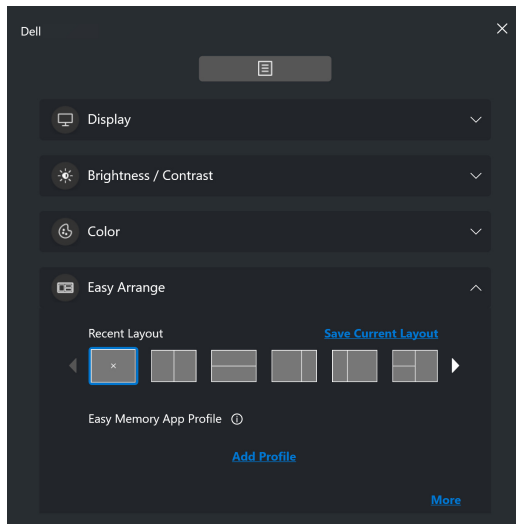 Dell
Display
Brightness / Contrast
Color
Easy Arrange
Recent Layout
Save Current Layout
Easy Memory App Profile
Add Profile
More